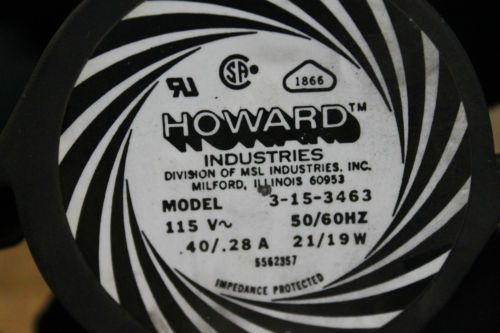 1866
HOWARD™
INDUSTRIES
DIVISION OF MSL INDUSTRIES, INC.
MILFORD, ILLINOIS 60953
MODEL 3-15-3463
115 V~ 50/60HZ
.40/.28 A 21/19W
5562357
IMPEDANCE PROTECTED